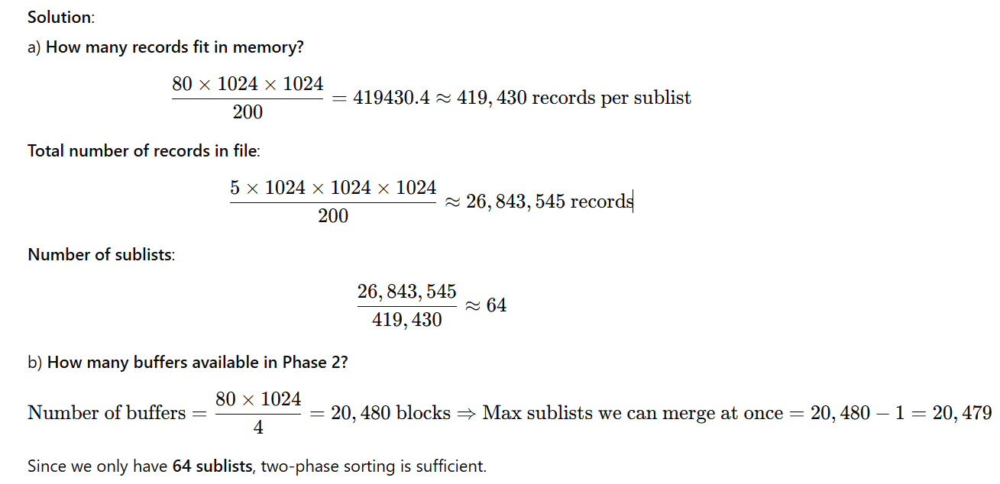 Solution:
a) How many records fit in memory?
80 × 1024 × 1024 / 200 = 419430.4 ≈ 419, 430 records per sublist
Total number of records in file:
5 × 1024 × 1024 × 1024 / 200 ≈ 26, 843, 545 records
Number of sublists:
26, 843, 545 / 419, 430 ≈ 64
b) How many buffers available in Phase 2?
Number of buffers = 80 × 1024 / 4 = 20, 480 blocks ⇒ Max sublists we can merge at once = 20, 480 − 1 = 20, 479
Since we only have 64 sublists, two-phase sorting is sufficient.